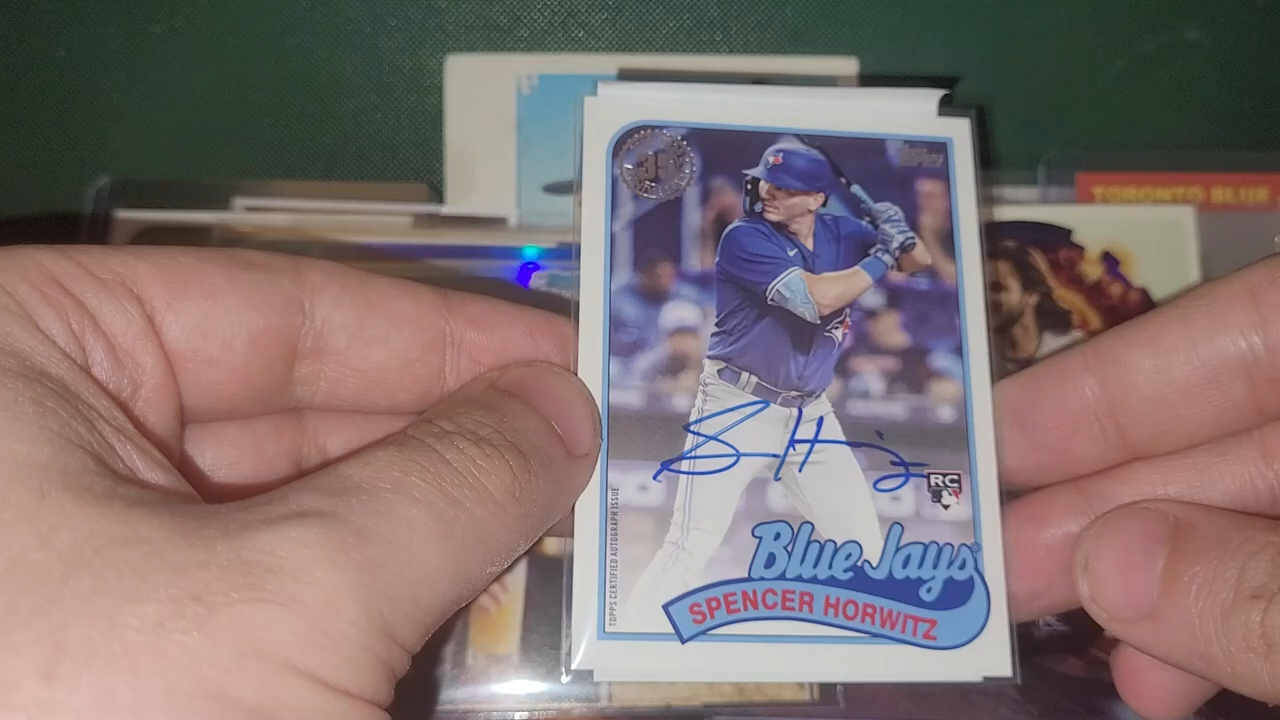 TORONTO BLUE
35
Topps
RC
TOPPS CERTIFIED AUTOGRAPH ISSUE
Blue Jays
SPENCER HORWITZ